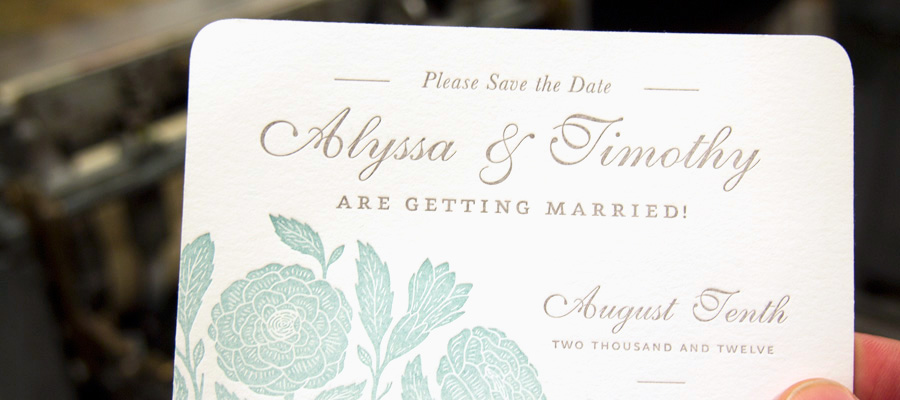 Please Save the Date
Alyssa & Timothy
ARE GETTING MARRIED!
August Tenth
TWO THOUSAND AND TWELVE